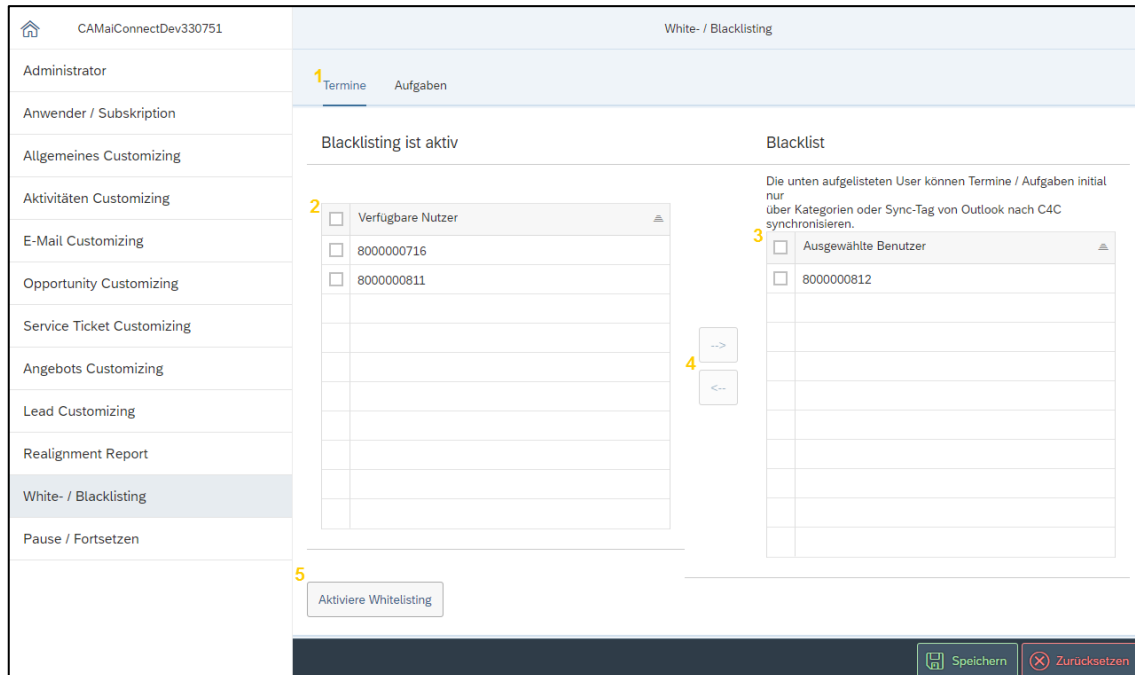 CAMaiConnectDev330751
White- / Blacklisting
Administrator
Anwender / Subskription
Allgemeines Customizing
Aktivitäten Customizing
E-Mail Customizing
Opportunity Customizing
Service Ticket Customizing
Angebots Customizing
Lead Customizing
Realignment Report
White- / Blacklisting
Pause / Fortsetzen
1
Termine
Aufgaben
Blacklisting ist aktiv
2
Verfügbare Nutzer
8000000716
8000000811
4
-->
<--
Blacklist
Die unten aufgelisteten User können Termine / Aufgaben initial
nur
über Kategorien oder Sync-Tag von Outlook nach C4C
synchronisieren.
3
Ausgewählte Benutzer
8000000812
5
Aktiviere Whitelisting
Speichern
Zurücksetzen